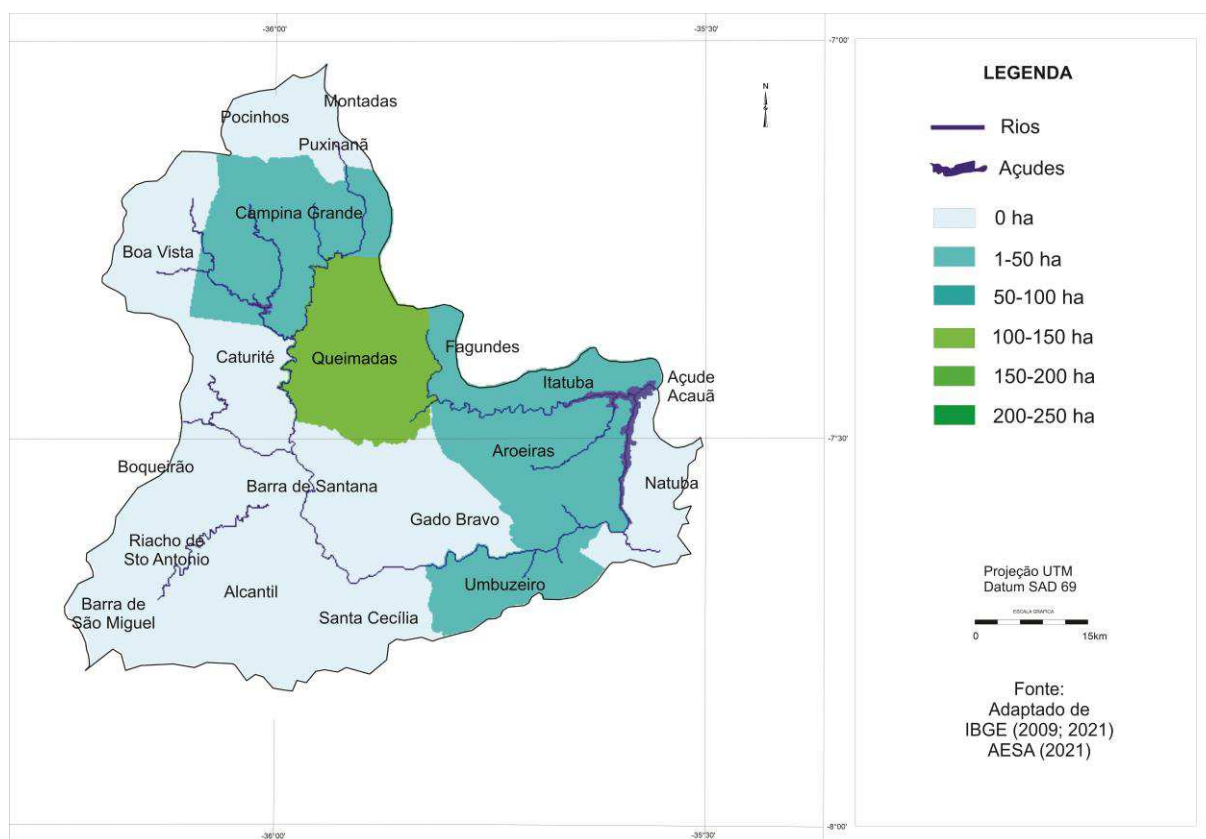 -36°00'
-35°30'
-7°00'
Montadas
Pocinhos
Puxinanã
N
Campina Grande
Boa Vista
Caturité
Queimadas
Fagundes
Itatuba
Açude
Acauã
-7°30'
Aroeiras
Boqueirão
Barra de Santana
Natuba
Gado Bravo
Riacho de
Sto Antonio
Alcantil
Umbuzeiro
Barra de
São Miguel
Santa Cecília
-36°00'
-35°30'
-8°00'
LEGENDA
Rios
Açudes
0 ha
1-50 ha
50-100 ha
100-150 ha
150-200 ha
200-250 ha
Projeção UTM
Datum SAD 69
ESCALA GRÁFICA
0 15km
Fonte:
Adaptado de
IBGE (2009; 2021)
AESA (2021)